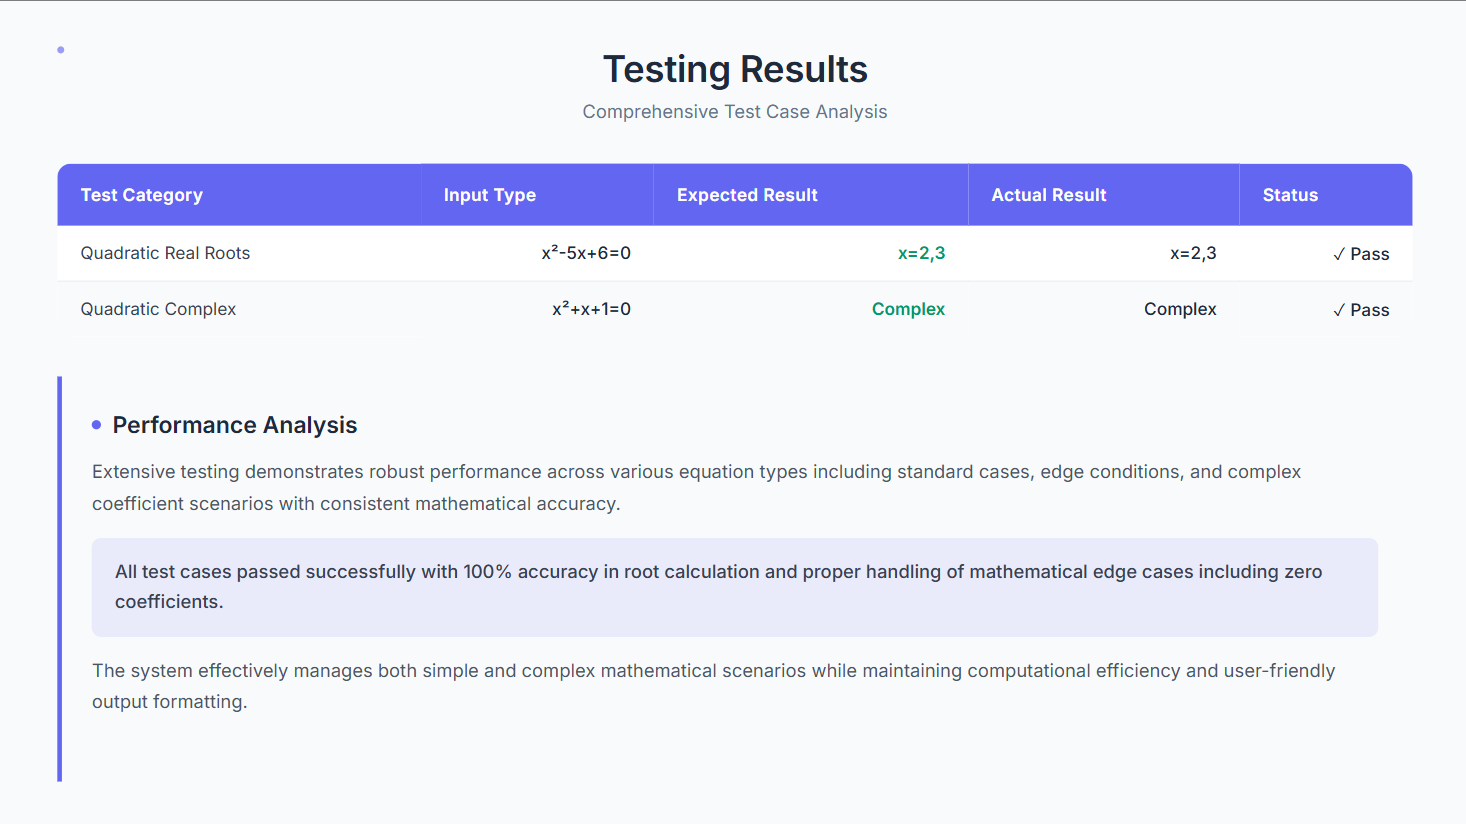 Testing Results
Comprehensive Test Case Analysis
Test Category Input Type Expected Result Actual Result Status
Quadratic Real Roots x²-5x+6=0 x=2,3 x=2,3 ✓ Pass
Quadratic Complex x²+x+1=0 Complex Complex ✓ Pass
Performance Analysis
Extensive testing demonstrates robust performance across various equation types including standard cases, edge conditions, and complex
coefficient scenarios with consistent mathematical accuracy.
All test cases passed successfully with 100% accuracy in root calculation and proper handling of mathematical edge cases including zero
coefficients.
The system effectively manages both simple and complex mathematical scenarios while maintaining computational efficiency and user-friendly
output formatting.